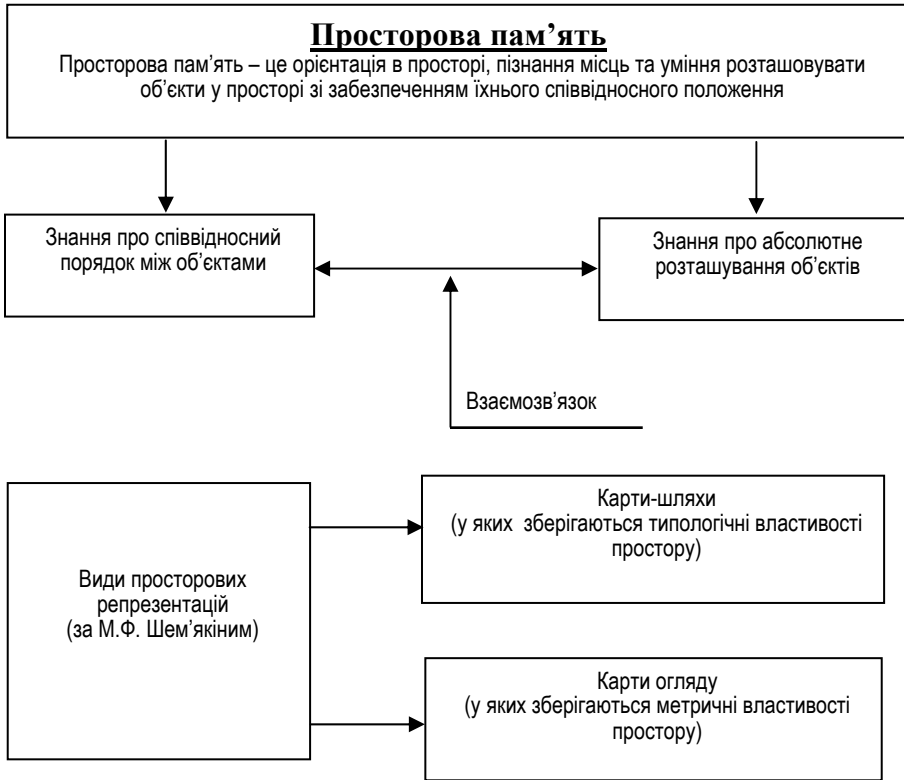 Просторова пам’ять
Просторова пам’ять – це орієнтація в просторі, пізнання місць та уміння розташовувати
об’єкти у просторі зі забезпеченням їхнього співвідносного положення
Знання про співвідносний
порядок між об’єктами
Знання про абсолютне
розташування об’єктів
Взаємозв’язок
Види просторових
репрезентацій
(за М.Ф. Шем’якіним)
Карти-шляхи
(у яких зберігаються типологічні властивості
простору)
Карти огляду
(у яких зберігаються метричні властивості
простору)